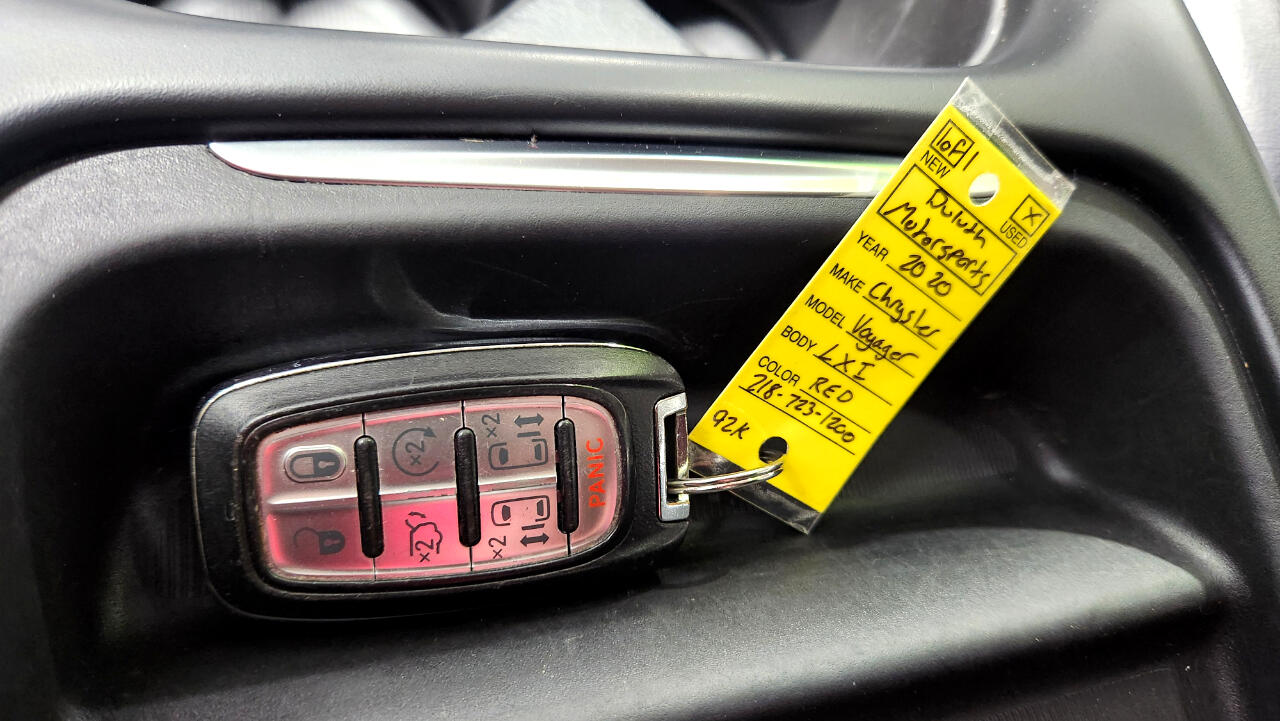 1of1
NEW
X
USED
Duluth
Motorsports
YEAR 2020
MAKE Chrysler
MODEL Voyager
BODY LXI
COLOR RED
218-723-1200
92K
x2
x2
x2
x2
PANIC